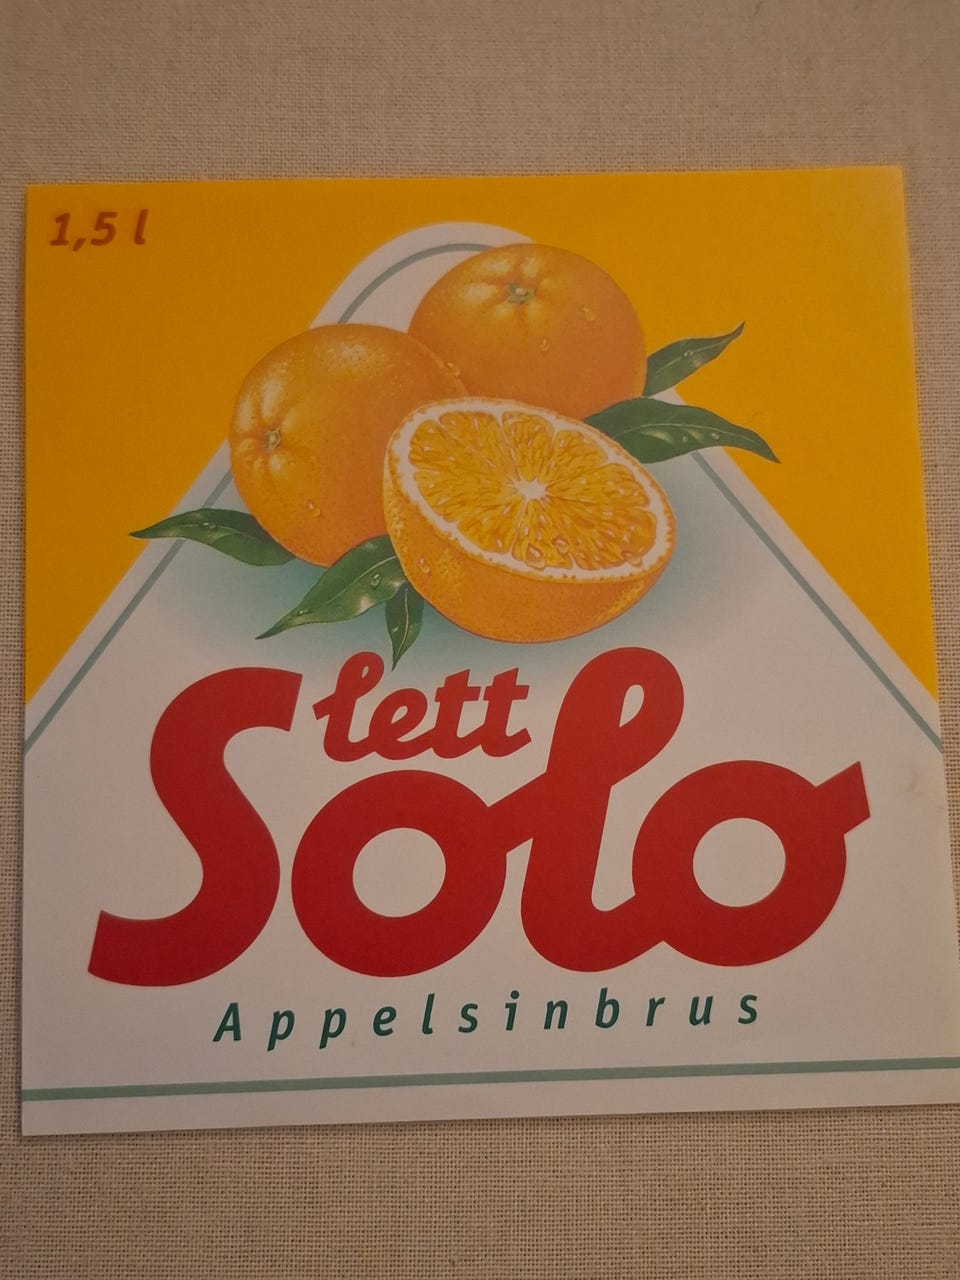 1,5 l
lett
Solo
Appelsinbrus